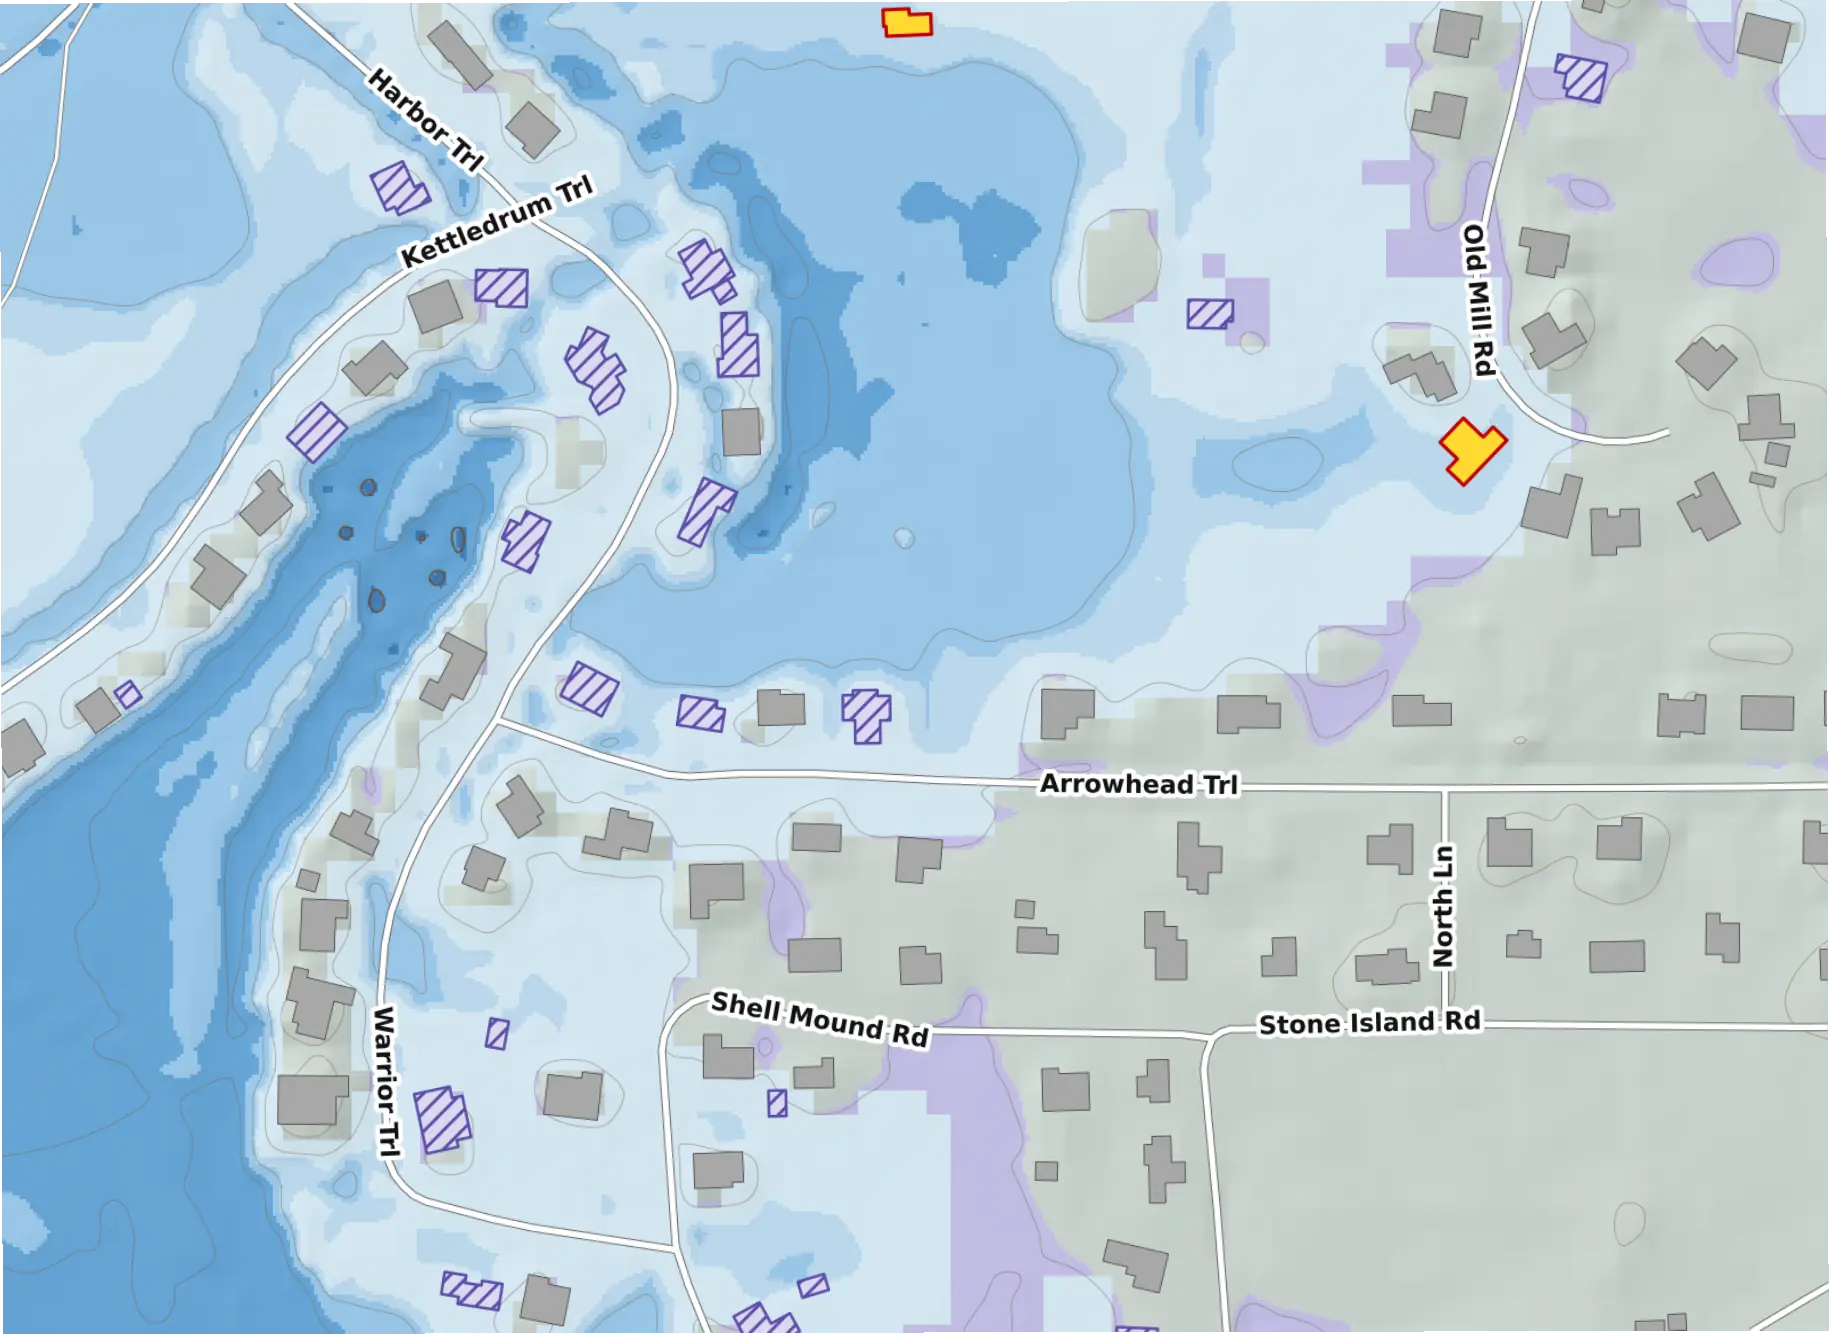 Harbor Trl
Kettledrum Trl
Old Mill Rd
Arrowhead Trl
North Ln
Shell Mound Rd
Stone Island Rd
Warrior Trl